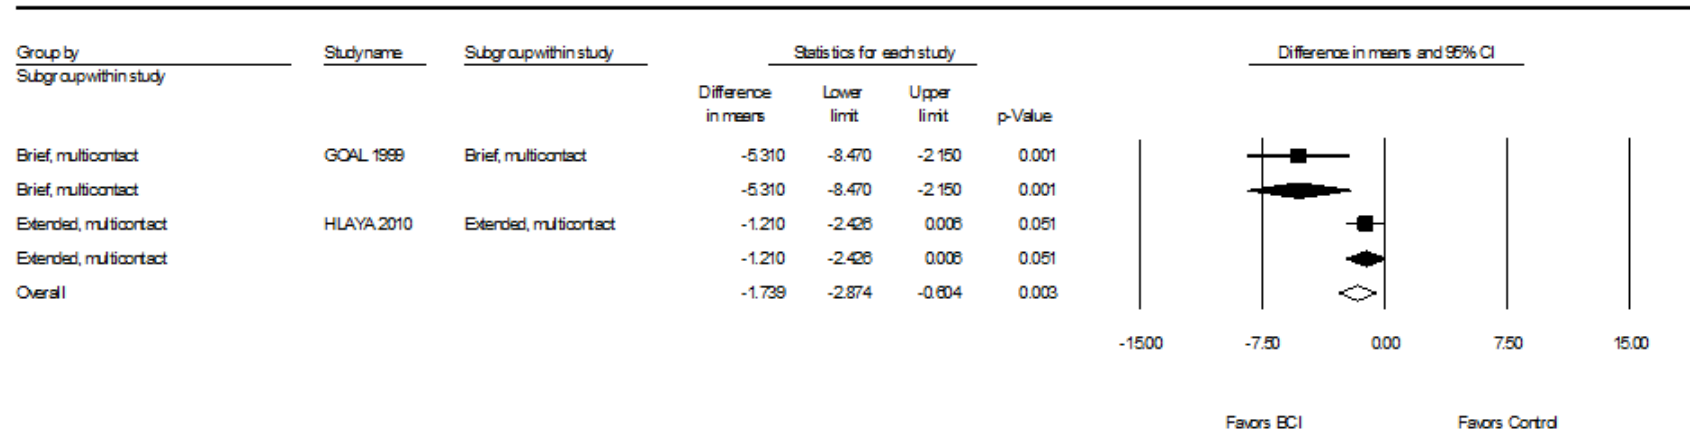 Group by Study name Subgroup within study Statistics for each study Difference in means and 95% CI
Subgroup within study
Difference Lower Upper
in means limit limit p-Value
Brief, multicontact GOAL 1999 Brief, multicontact -5.310 -8.470 -2.150 0.001
Brief, multicontact -5.310 -8.470 -2.150 0.001
Extended, multicontact HLAYA 2010 Extended, multicontact -1.210 -2.426 0.006 0.051
Extended, multicontact -1.210 -2.426 0.006 0.051
Overall -1.739 -2.874 -0.604 0.003
-15.00 -7.50 0.00 7.50 15.00
Favors BCI Favors Control